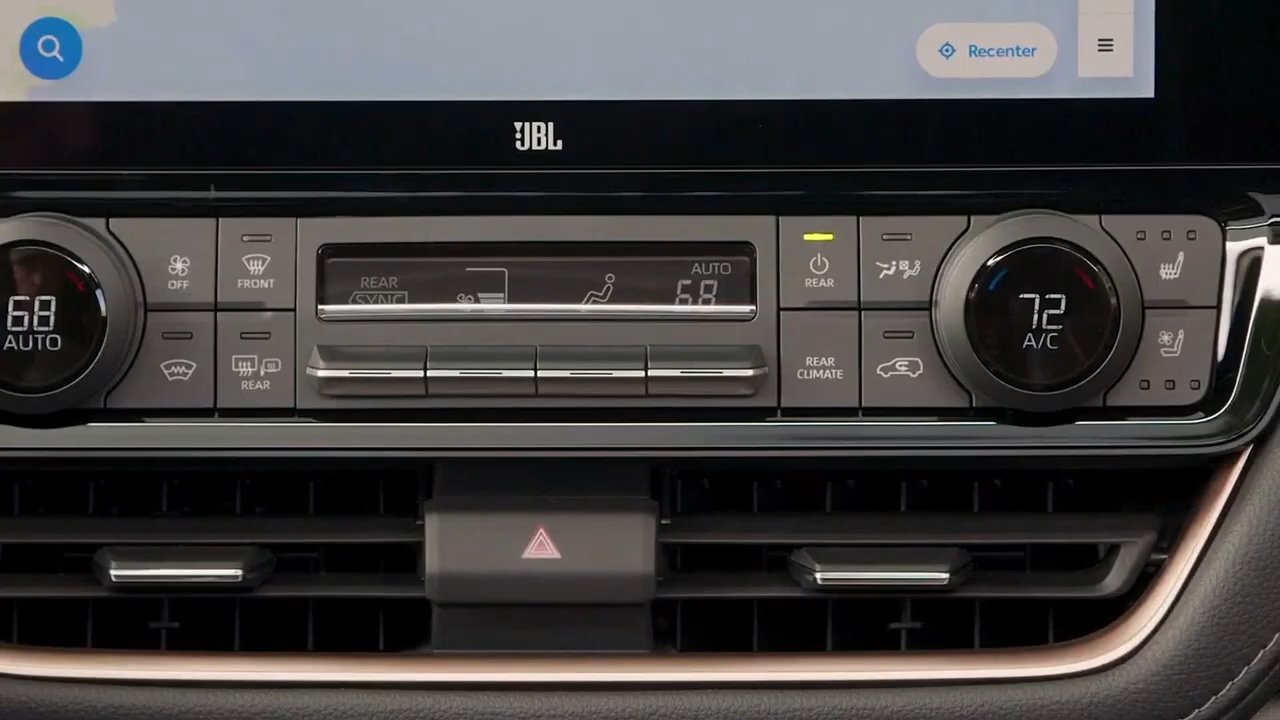 Recenter
JBL
68
AUTO
OFF
FRONT
REAR
REAR
SYNC
AUTO
68
REAR
REAR
CLIMATE
72
A/C